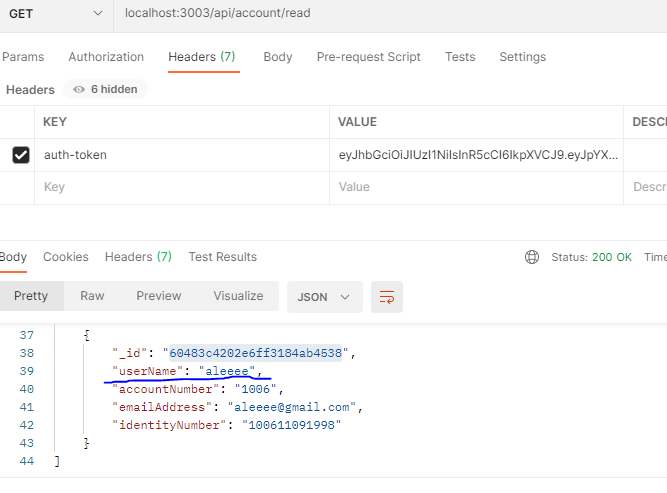 GET localhost:3003/api/account/read
Params Authorization Headers (7) Body Pre-request Script Tests Settings
Headers 6 hidden
KEY VALUE DESCR
auth-token eyJhbGciOiJIUzI1NiIsInR5cCI6IkpXVCJ9.eyJpYX...
Key Value Descr
Body Cookies Headers (7) Test Results Status: 200 OK Time
Pretty Raw Preview Visualize JSON
37 {
38 "_id": "60483c4202e6ff3184ab4538",
39 "userName": "aleeee",
40 "accountNumber": "1006",
41 "emailAddress": "aleeee@gmail.com",
42 "identityNumber": "100611091998"
43 }
44 ]